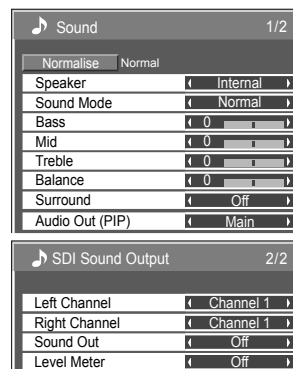 Sound 1/2
Normalise Normal
Speaker Internal
Sound Mode Normal
Bass 0
Mid 0
Treble 0
Balance 0
Surround Off
Audio Out (PIP) Main
SDI Sound Output 2/2
Left Channel Channel 1
Right Channel Channel 1
Sound Out Off
Level Meter Off